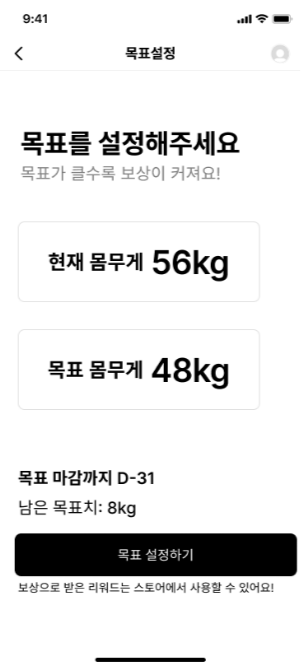 9:41
목표설정
목표를 설정해주세요
목표가 클수록 보상이 커져요!
현재 몸무게 56kg
목표 몸무게 48kg
목표 마감까지 D-31
남은 목표치: 8kg
목표 설정하기
보상으로 받은 리워드는 스토어에서 사용할 수 있어요!